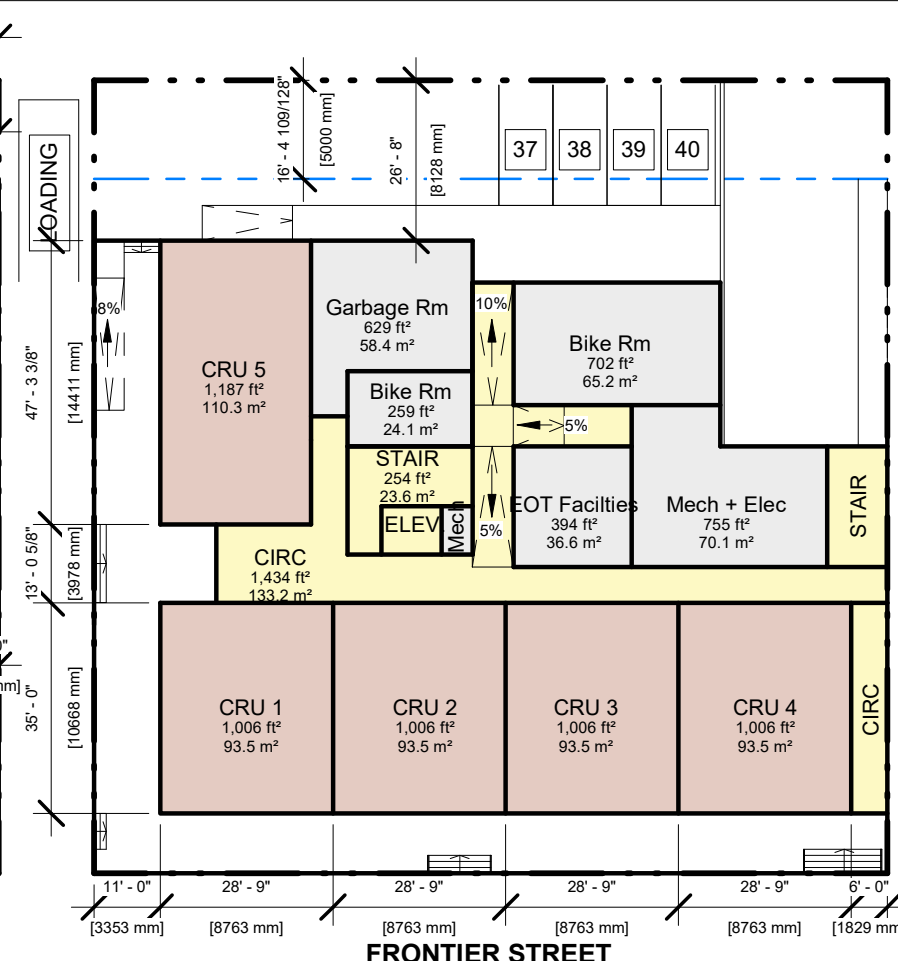 16' - 4 109/128"
[5000 mm]
26' - 8"
[8128 mm]
37
38
39
40
LOADING
8%
47' - 3 3/8"
[14411 mm]
CRU 5
1,187 ft²
110.3 m²
Garbage Rm
629 ft²
58.4 m²
10%
Bike Rm
702 ft²
65.2 m²
Bike Rm
259 ft²
24.1 m²
5%
STAIR
254 ft²
23.6 m²
ELEV.
Mech
5%
EOT Facilties
394 ft²
36.6 m²
Mech + Elec
755 ft²
70.1 m²
STAIR
13' - 0 5/8"
[3978 mm]
CIRC
1,434 ft²
133.2 m²
35' - 0"
[10668 mm]
CRU 1
1,006 ft²
93.5 m²
CRU 2
1,006 ft²
93.5 m²
CRU 3
1,006 ft²
93.5 m²
CRU 4
1,006 ft²
93.5 m²
CIRC
11' - 0"
28' - 9"
28' - 9"
28' - 9"
28' - 9"
6' - 0"
[3353 mm]
[8763 mm]
[8763 mm]
[8763 mm]
[8763 mm]
[1829 mm
FRONTIER STREET